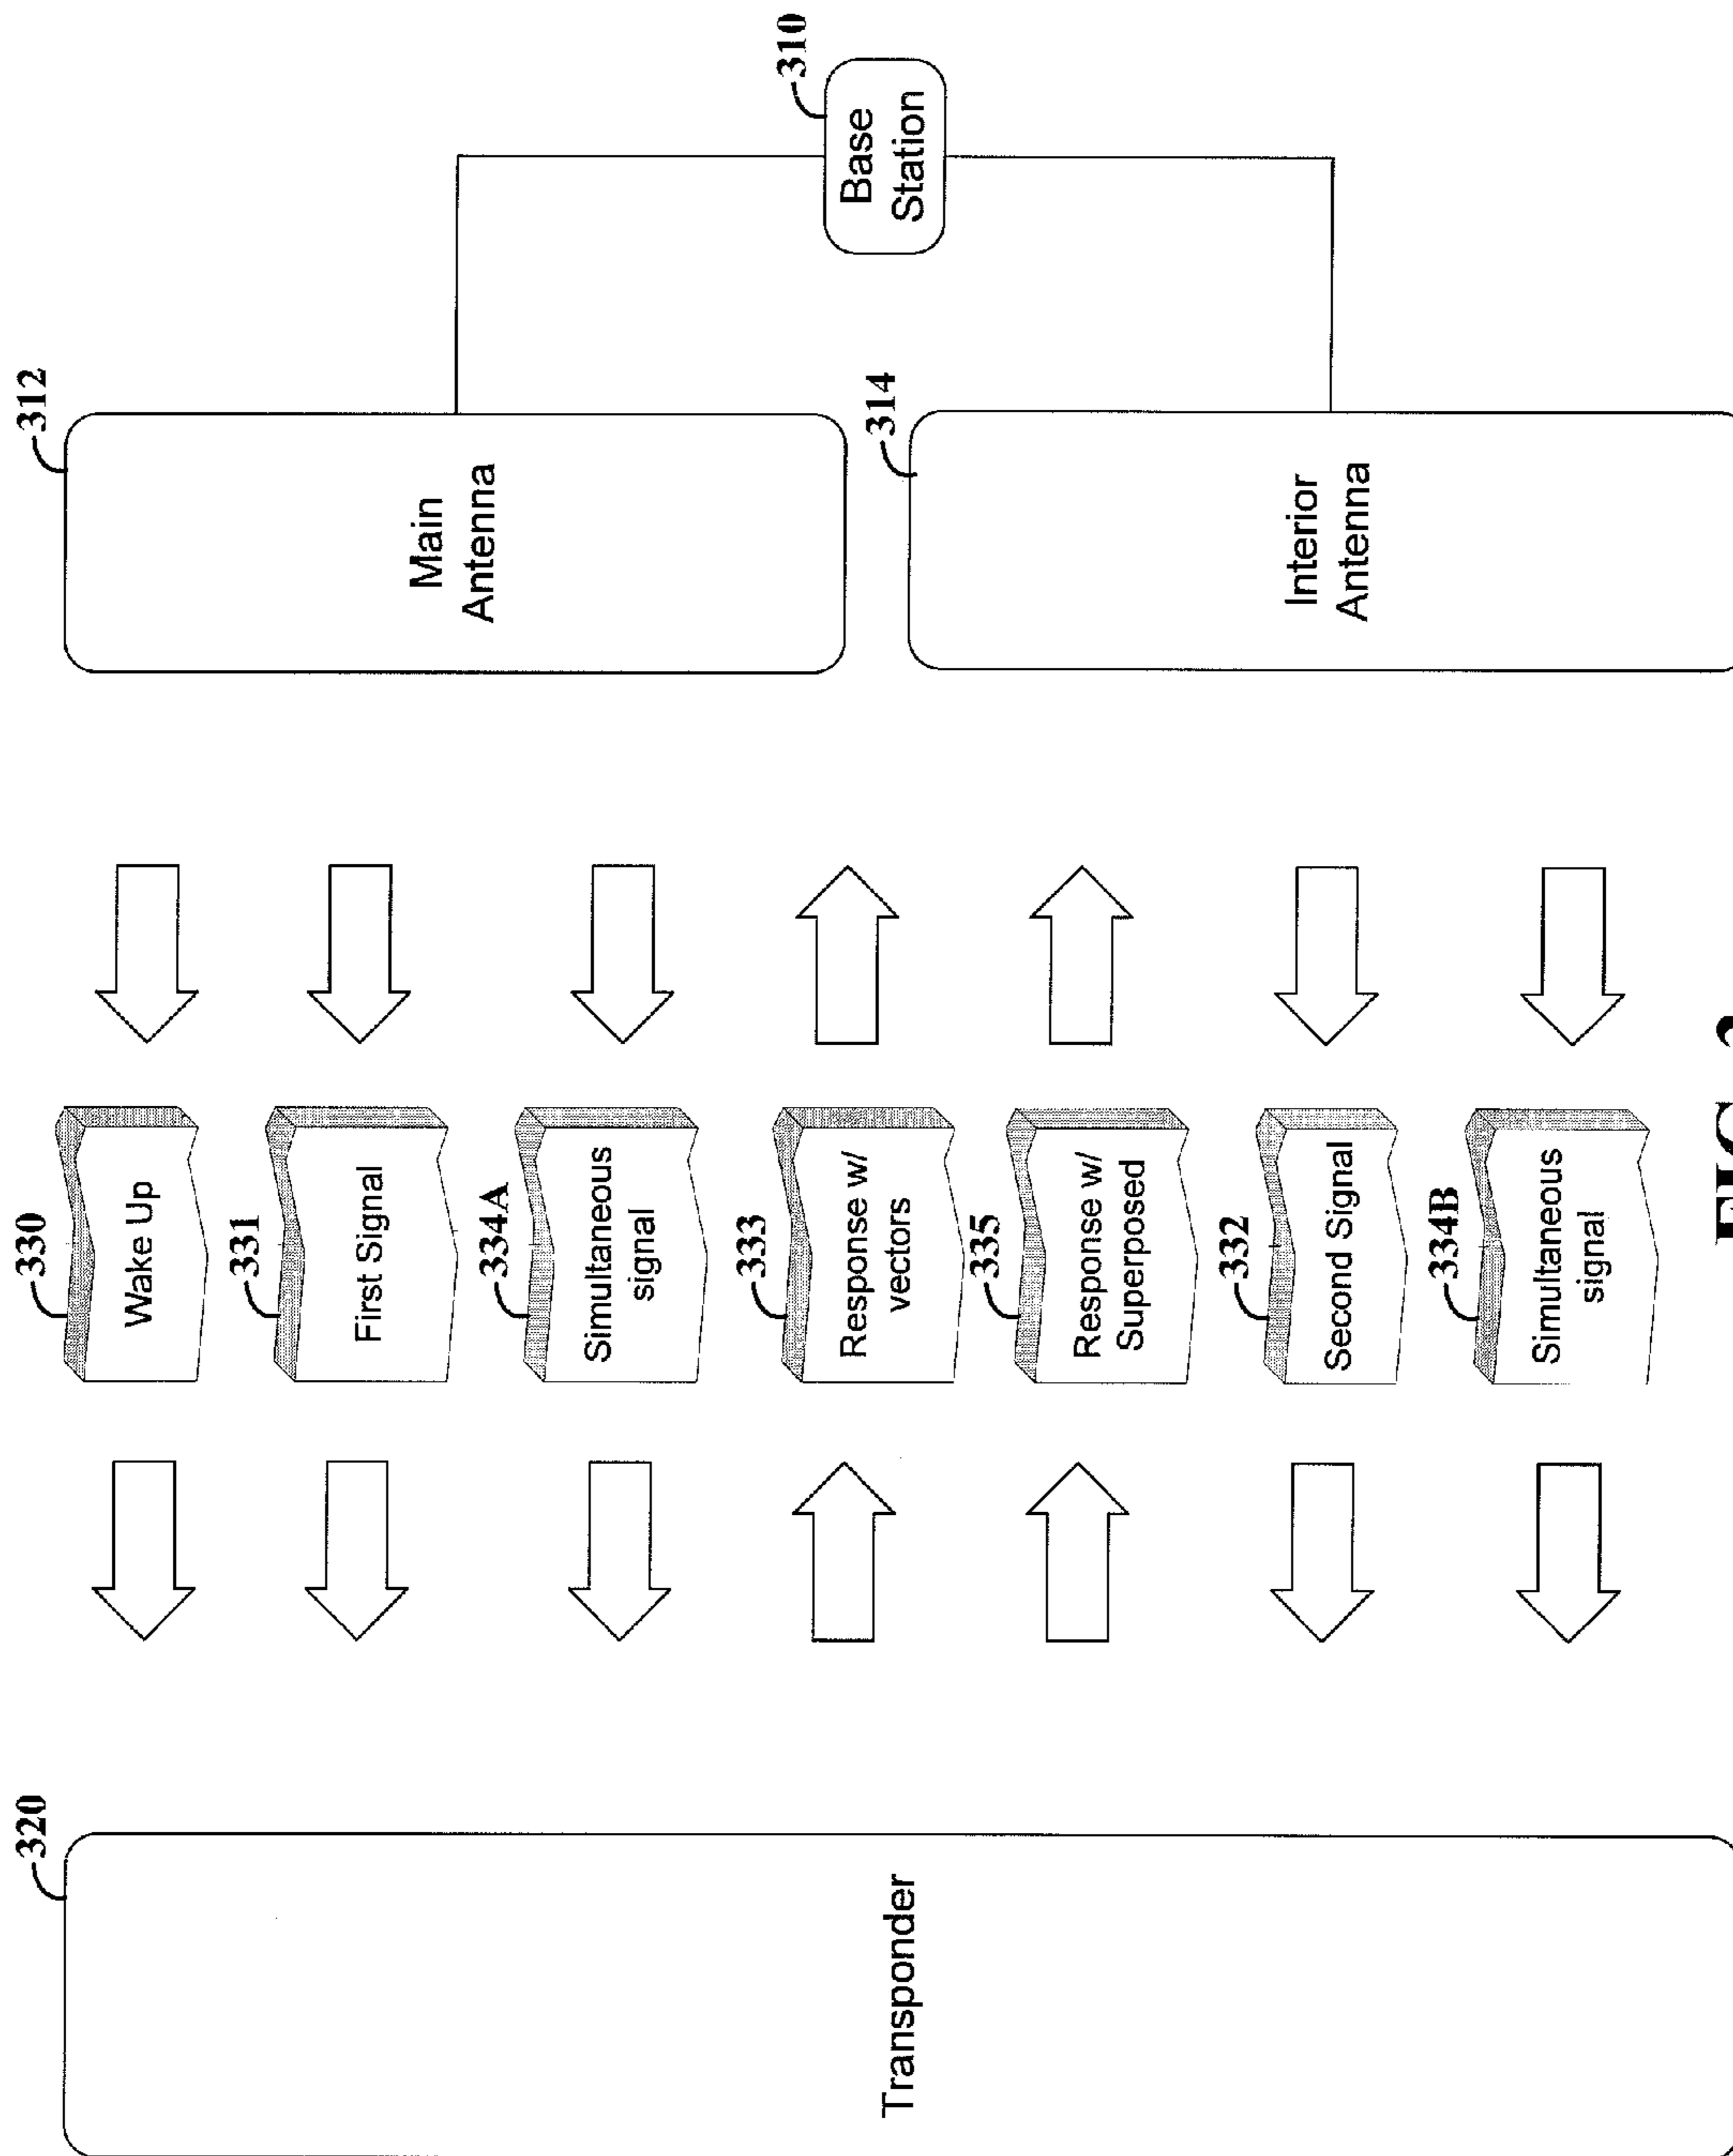 320
Transponder
330
Wake Up
331
First Signal
334A
Simultaneous
signal
333
Response w/
vectors
335
Response w/
Superposed
332
Second Signal
334B
Simultaneous
signal
312
Main
Antenna
314
Interior
Antenna
310
Base
Station
FIG.